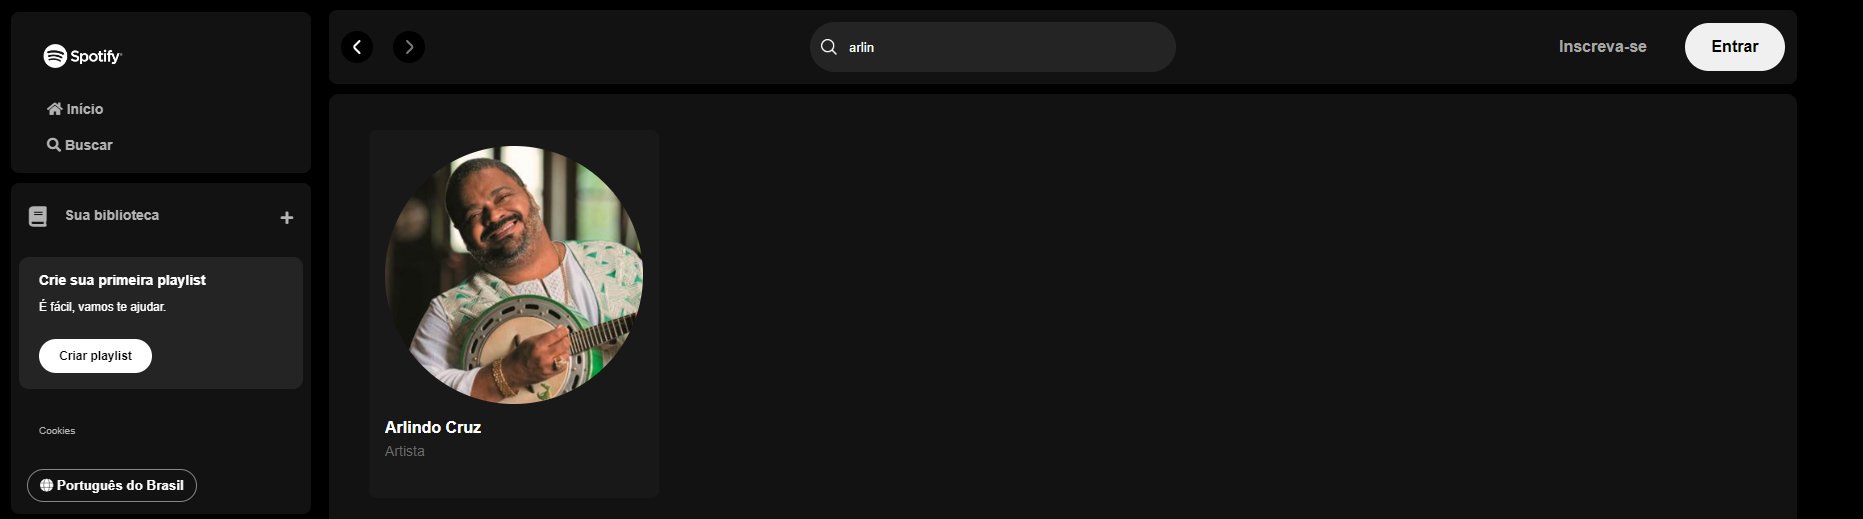 Spotify
Início
Buscar
Sua biblioteca
Crie sua primeira playlist
É fácil, vamos te ajudar.
Criar playlist
Cookies
Português do Brasil
arlin
Inscreva-se
Entrar
Arlindo Cruz
Artista